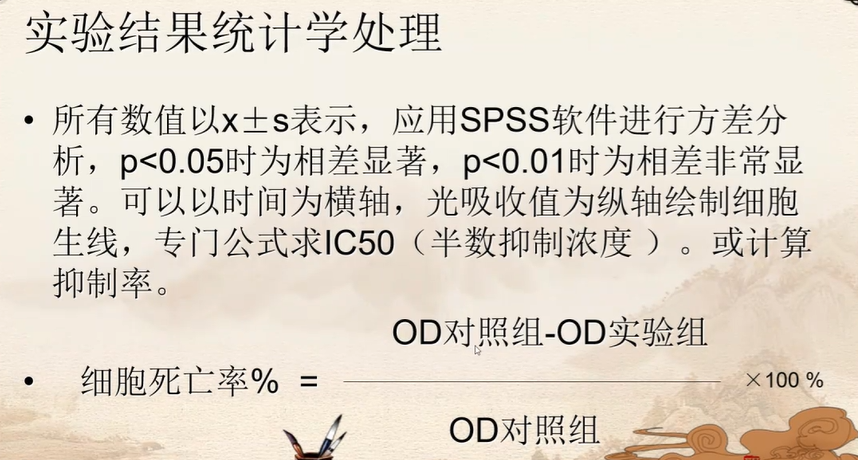 实验结果统计学处理
• 所有数值以x±s表示，应用SPSS软件进行方差分
析，p<0.05时为相差显著，p<0.01时为相差非常显
著。可以以时间为横轴，光吸收值为纵轴绘制细胞
生线，专门公式求IC50（半数抑制浓度 ）。或计算
抑制率。
OD对照组-OD实验组
• 细胞死亡率% = ×100 %
OD对照组